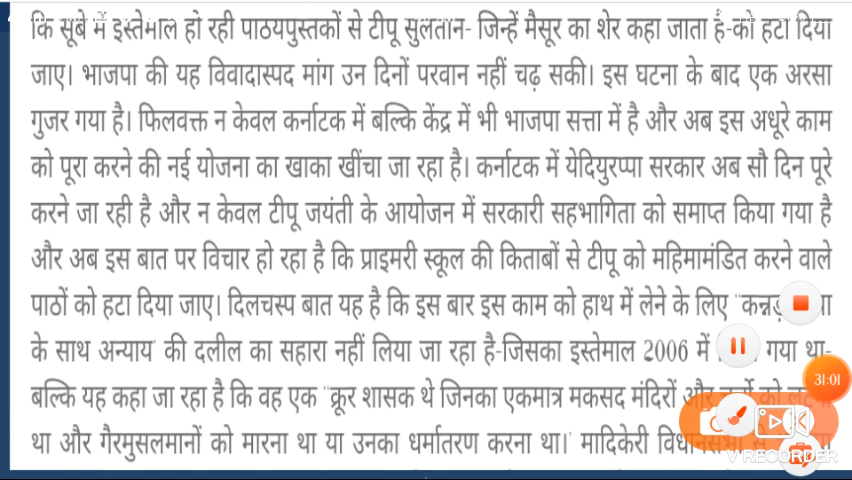 कि सूबे में इस्तेमाल हो रही पाठयपुस्तकों से टीपू सुलतान- जिन्हें मैसूर का शेर कहा जाता है-को हटा दिया
जाए। भाजपा की यह विवादास्पद मांग उन दिनों परवान नहीं चढ़ सकी। इस घटना के बाद एक अरसा
गुजर गया है। फिलवक्त न केवल कर्नाटक में बल्कि केंद्र में भी भाजपा सत्ता में है और अब इस अधूरे काम
को पूरा करने की नई योजना का खाका खींचा जा रहा है। कर्नाटक में येदियुरप्पा सरकार अब सौ दिन पूरे
करने जा रही है और न केवल टीपू जयंती के आयोजन में सरकारी सहभागिता को समाप्त किया गया है
और अब इस बात पर विचार हो रहा है कि प्राइमरी स्कूल की किताबों से टीपू को महिमामंडित करने वाले
पाठों को हटा दिया जाए। दिलचस्प बात यह है कि इस बार इस काम को हाथ में लेने के लिए
के साथ अन्याय' की दलील का सहारा नहीं लिया जा रहा है-जिसका इस्तेमाल 2006 में गया था-
बल्कि यह कहा जा रहा है कि वह एक "क्रूर शासक थे जिनका एकमात्र मकसद मंदिरों और
31:01
था और गैरमुसलमानों को मारना था या उनका धर्मातरण करना था।' मादिकेरी
V RECORDER